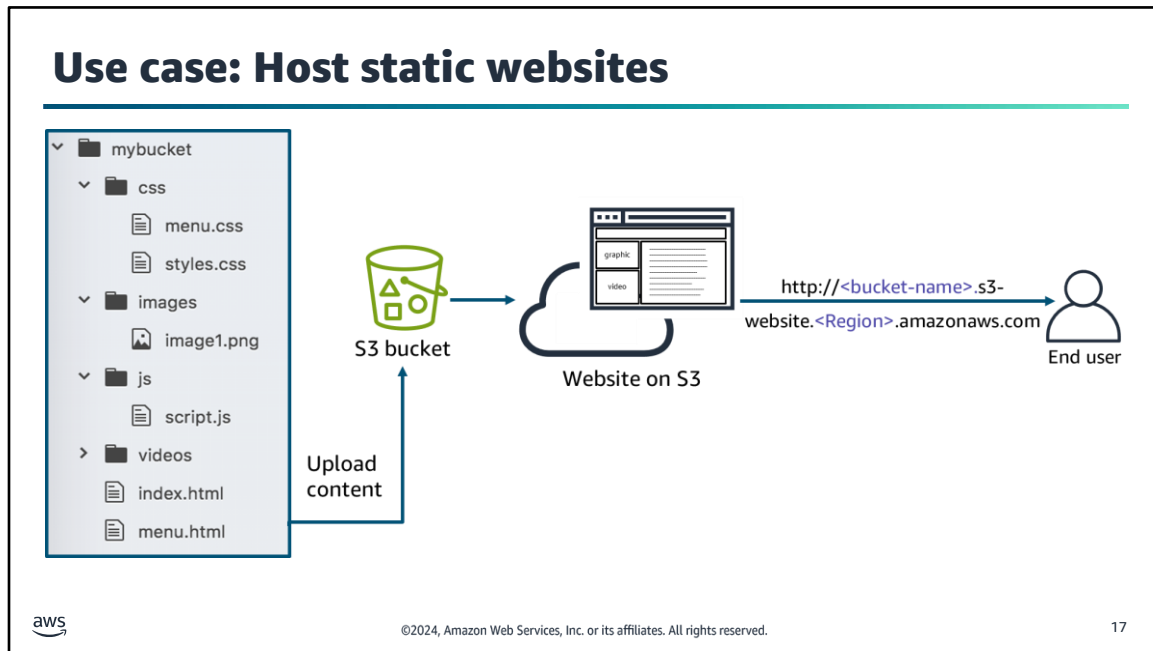 Use case: Host static websites
mybucket
css
menu.css
styles.css
images
image1.png
js
script.js
videos
index.html
menu.html
Upload
content
S3 bucket
graphic
video
Website on S3
http://<bucket-name>.s3-
website.<Region>.amazonaws.com
End user
aws
©2024, Amazon Web Services, Inc. or its affiliates. All rights reserved.
17